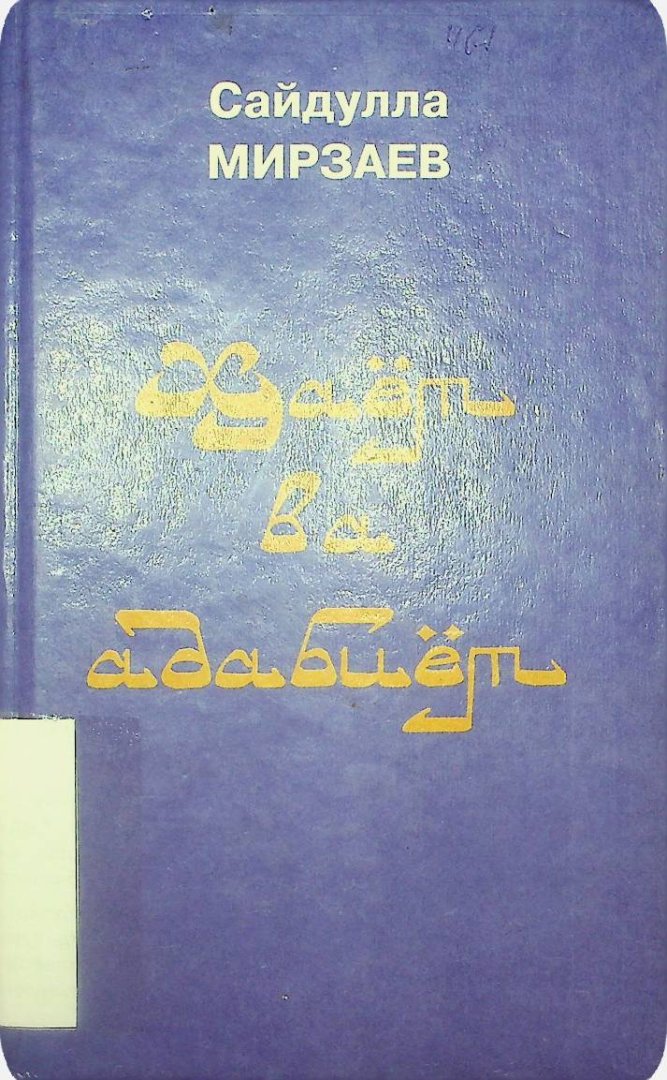 Сайдулла
МИРЗАЕВ
Ҳаёт
ва
адабиёт